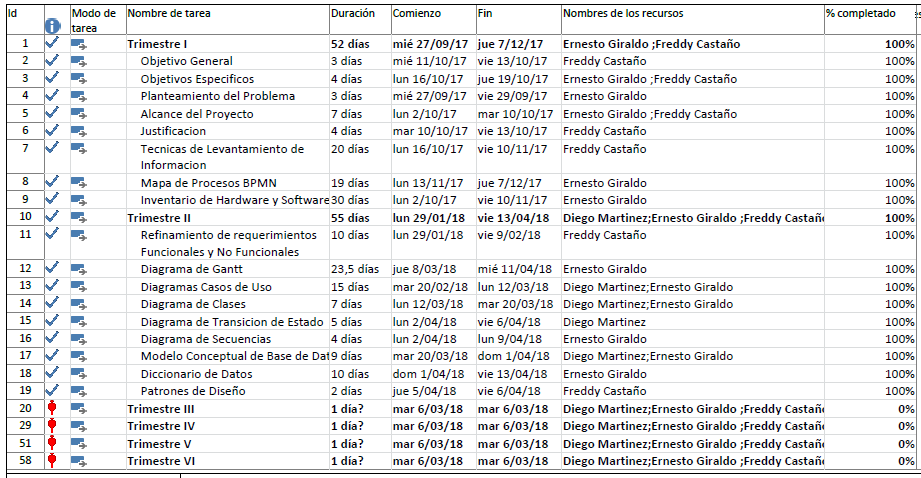 Id Modo de tarea Nombre de tarea Duración Comienzo Fin Nombres de los recursos % completado
1 Trimestre I 52 días mié 27/09/17 jue 7/12/17 Ernesto Giraldo ;Freddy Castaño 100%
2 Objetivo General 3 días mié 11/10/17 vie 13/10/17 Freddy Castaño 100%
3 Objetivos Especificos 4 días lun 16/10/17 jue 19/10/17 Ernesto Giraldo ;Freddy Castaño 100%
4 Planteamiento del Problema 3 días mié 27/09/17 vie 29/09/17 Ernesto Giraldo 100%
5 Alcance del Proyecto 7 días lun 2/10/17 mar 10/10/17 Ernesto Giraldo ;Freddy Castaño 100%
6 Justificacion 4 días mar 10/10/17 vie 13/10/17 Freddy Castaño 100%
7 Tecnicas de Levantamiento de 20 días lun 16/10/17 vie 10/11/17 Freddy Castaño 100%
Informacion
8 Mapa de Procesos BPMN 19 días lun 13/11/17 jue 7/12/17 Ernesto Giraldo 100%
9 Inventario de Hardware y Software 30 días lun 2/10/17 vie 10/11/17 Ernesto Giraldo 100%
10 Trimestre II 55 días lun 29/01/18 vie 13/04/18 Diego Martinez;Ernesto Giraldo ;Freddy Castaño 100%
11 Refinamiento de requerimientos 10 días lun 29/01/18 vie 9/02/18 Freddy Castaño 100%
Funcionales y No Funcionales
12 Diagrama de Gantt 23,5 días jue 8/03/18 mié 11/04/18 Ernesto Giraldo 100%
13 Diagramas Casos de Uso 15 días mar 20/02/18 lun 12/03/18 Diego Martinez;Ernesto Giraldo 100%
14 Diagrama de Clases 7 días lun 12/03/18 mar 20/03/18 Diego Martinez;Ernesto Giraldo 100%
15 Diagrama de Transicion de Estado 5 días lun 2/04/18 vie 6/04/18 Diego Martinez 100%
16 Diagrama de Secuencias 4 días lun 2/04/18 lun 9/04/18 Ernesto Giraldo 100%
17 Modelo Conceptual de Base de Dat 9 días mar 20/03/18 dom 1/04/18 Diego Martinez;Ernesto Giraldo 100%
18 Diccionario de Datos 10 días dom 1/04/18 vie 13/04/18 Ernesto Giraldo 100%
19 Patrones de Diseño 2 días jue 5/04/18 vie 6/04/18 Freddy Castaño 100%
20 Trimestre III 1 día? mar 6/03/18 mar 6/03/18 Diego Martinez;Ernesto Giraldo ;Freddy Castaño 0%
29 Trimestre IV 1 día? mar 6/03/18 mar 6/03/18 Diego Martinez;Ernesto Giraldo ;Freddy Castaño 0%
51 Trimestre V 1 día? mar 6/03/18 mar 6/03/18 Diego Martinez;Ernesto Giraldo ;Freddy Castaño 0%
58 Trimestre VI 1 día? mar 6/03/18 mar 6/03/18 Diego Martinez;Ernesto Giraldo ;Freddy Castaño 0%